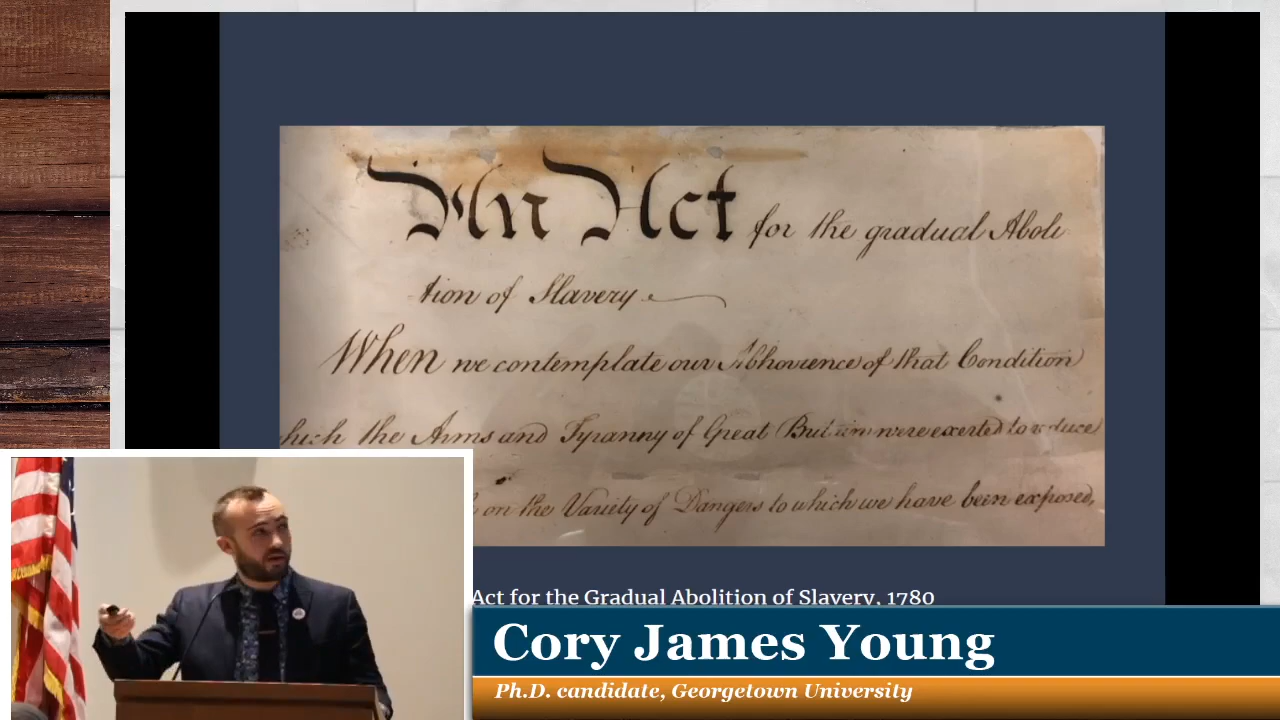 An Act for the gradual Aboli
tion of Slavery
When we contemplate our Abhorrence of that Condition
hich the Arms and Tyranny of Great Britain were exerted to reduce
on the Variety of Dangers to which we have been exposed,
Act for the Gradual Abolition of Slavery, 1780
Cory James Young
Ph.D. candidate, Georgetown University